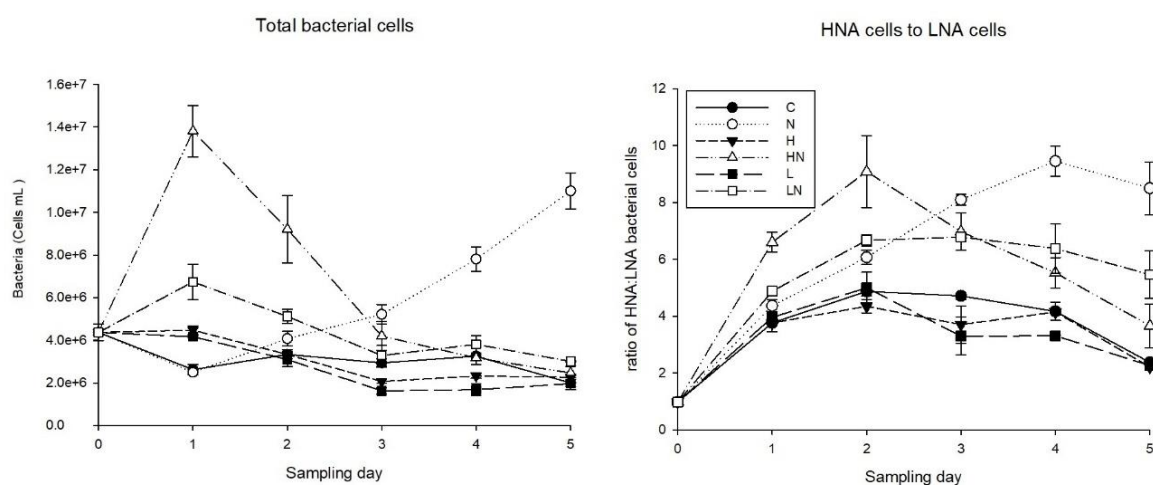 Total bacterial cells
Bacteria (Cells mL )
1.6e+7
1.4e+7
1.2e+7
1.0e+7
8.0e+6
6.0e+6
4.0e+6
2.0e+6
0.0
0 1 2 3 4 5
Sampling day
HNA cells to LNA cells
ratio of HNA:LNA bacterial cells
12
10
8
6
4
2
0
C
N
H
HN
L
LN
0 1 2 3 4 5
Sampling day